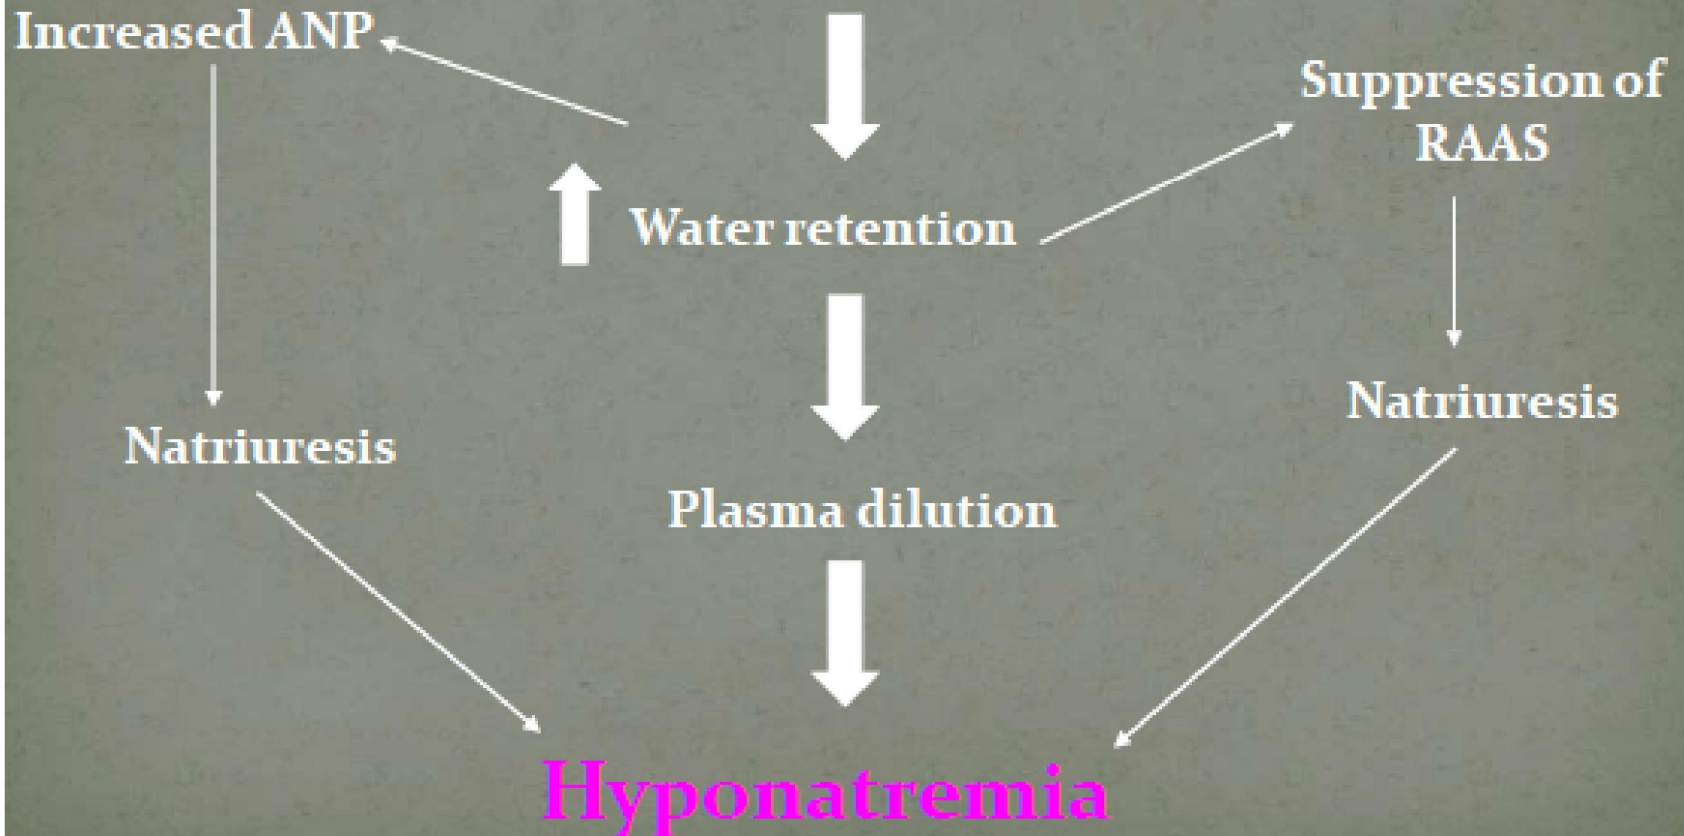 Increased ANP
Suppression of
RAAS
Water retention
Natriuresis
Natriuresis
Plasma dilution
Hyponatremia